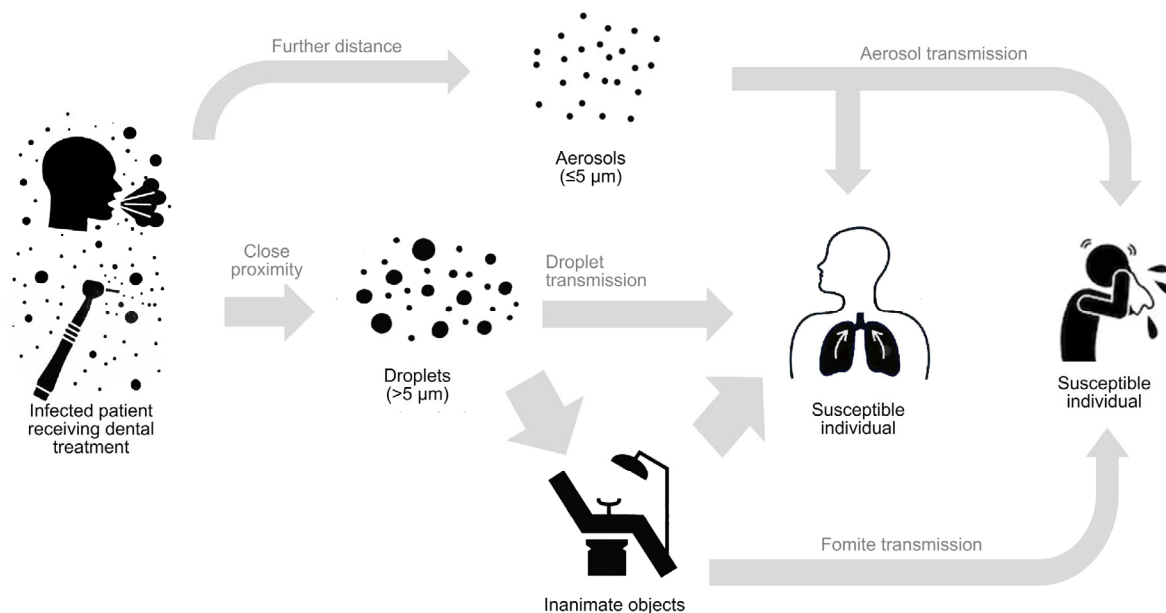 Further distance
Aerosol transmission
Aerosols
(≤5 µm)
Close
proximity
Droplet
transmission
Droplets
(>5 µm)
Infected patient
receiving dental
treatment
Susceptible
individual
Susceptible
individual
Fomite transmission
Inanimate objects